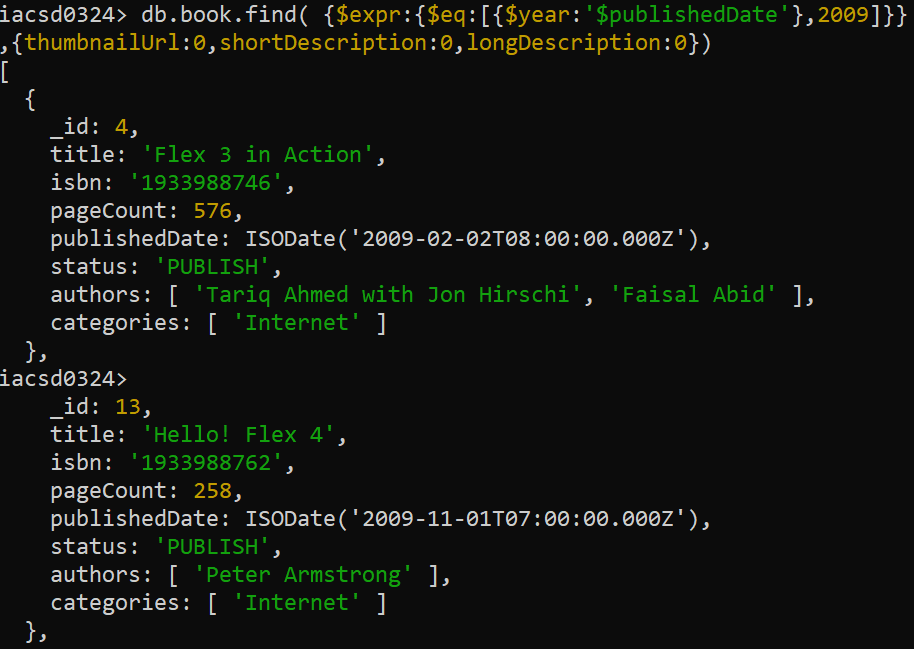 iacsd0324> db.book.find( {$expr:{$eq:[{$year:'$publishedDate'},2009]}}
,{thumbnailUrl:0,shortDescription:0,longDescription:0})
[
  {
    _id: 4,
    title: 'Flex 3 in Action',
    isbn: '1933988746',
    pageCount: 576,
    publishedDate: ISODate('2009-02-02T08:00:00.000Z'),
    status: 'PUBLISH',
    authors: [ 'Tariq Ahmed with Jon Hirschi', 'Faisal Abid' ],
    categories: [ 'Internet' ]
  },
iacsd0324>
    _id: 13,
    title: 'Hello! Flex 4',
    isbn: '1933988762',
    pageCount: 258,
    publishedDate: ISODate('2009-11-01T07:00:00.000Z'),
    status: 'PUBLISH',
    authors: [ 'Peter Armstrong' ],
    categories: [ 'Internet' ]
  },